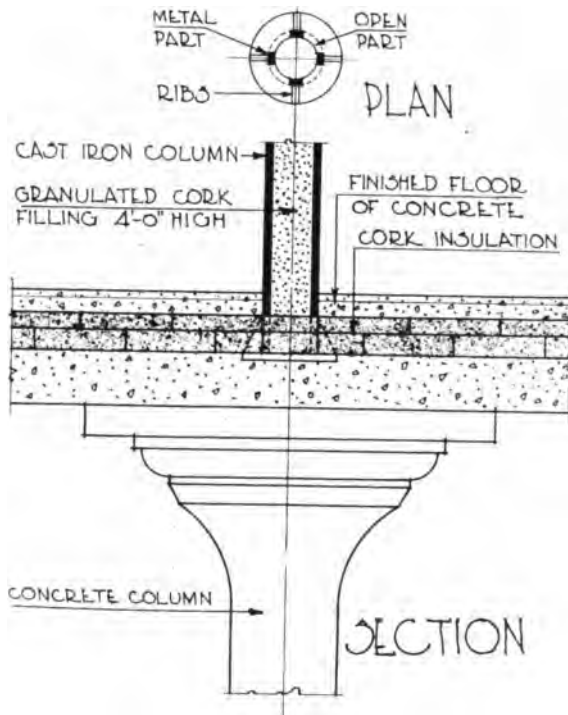 METAL
PART
OPEN
PART
RIBS
PLAN
CAST IRON COLUMN
GRANULATED CORK
FILLING 4'-0" HIGH
FINISHED FLOOR
OF CONCRETE
CORK INSULATION
CONCRETE COLUMN
SECTION